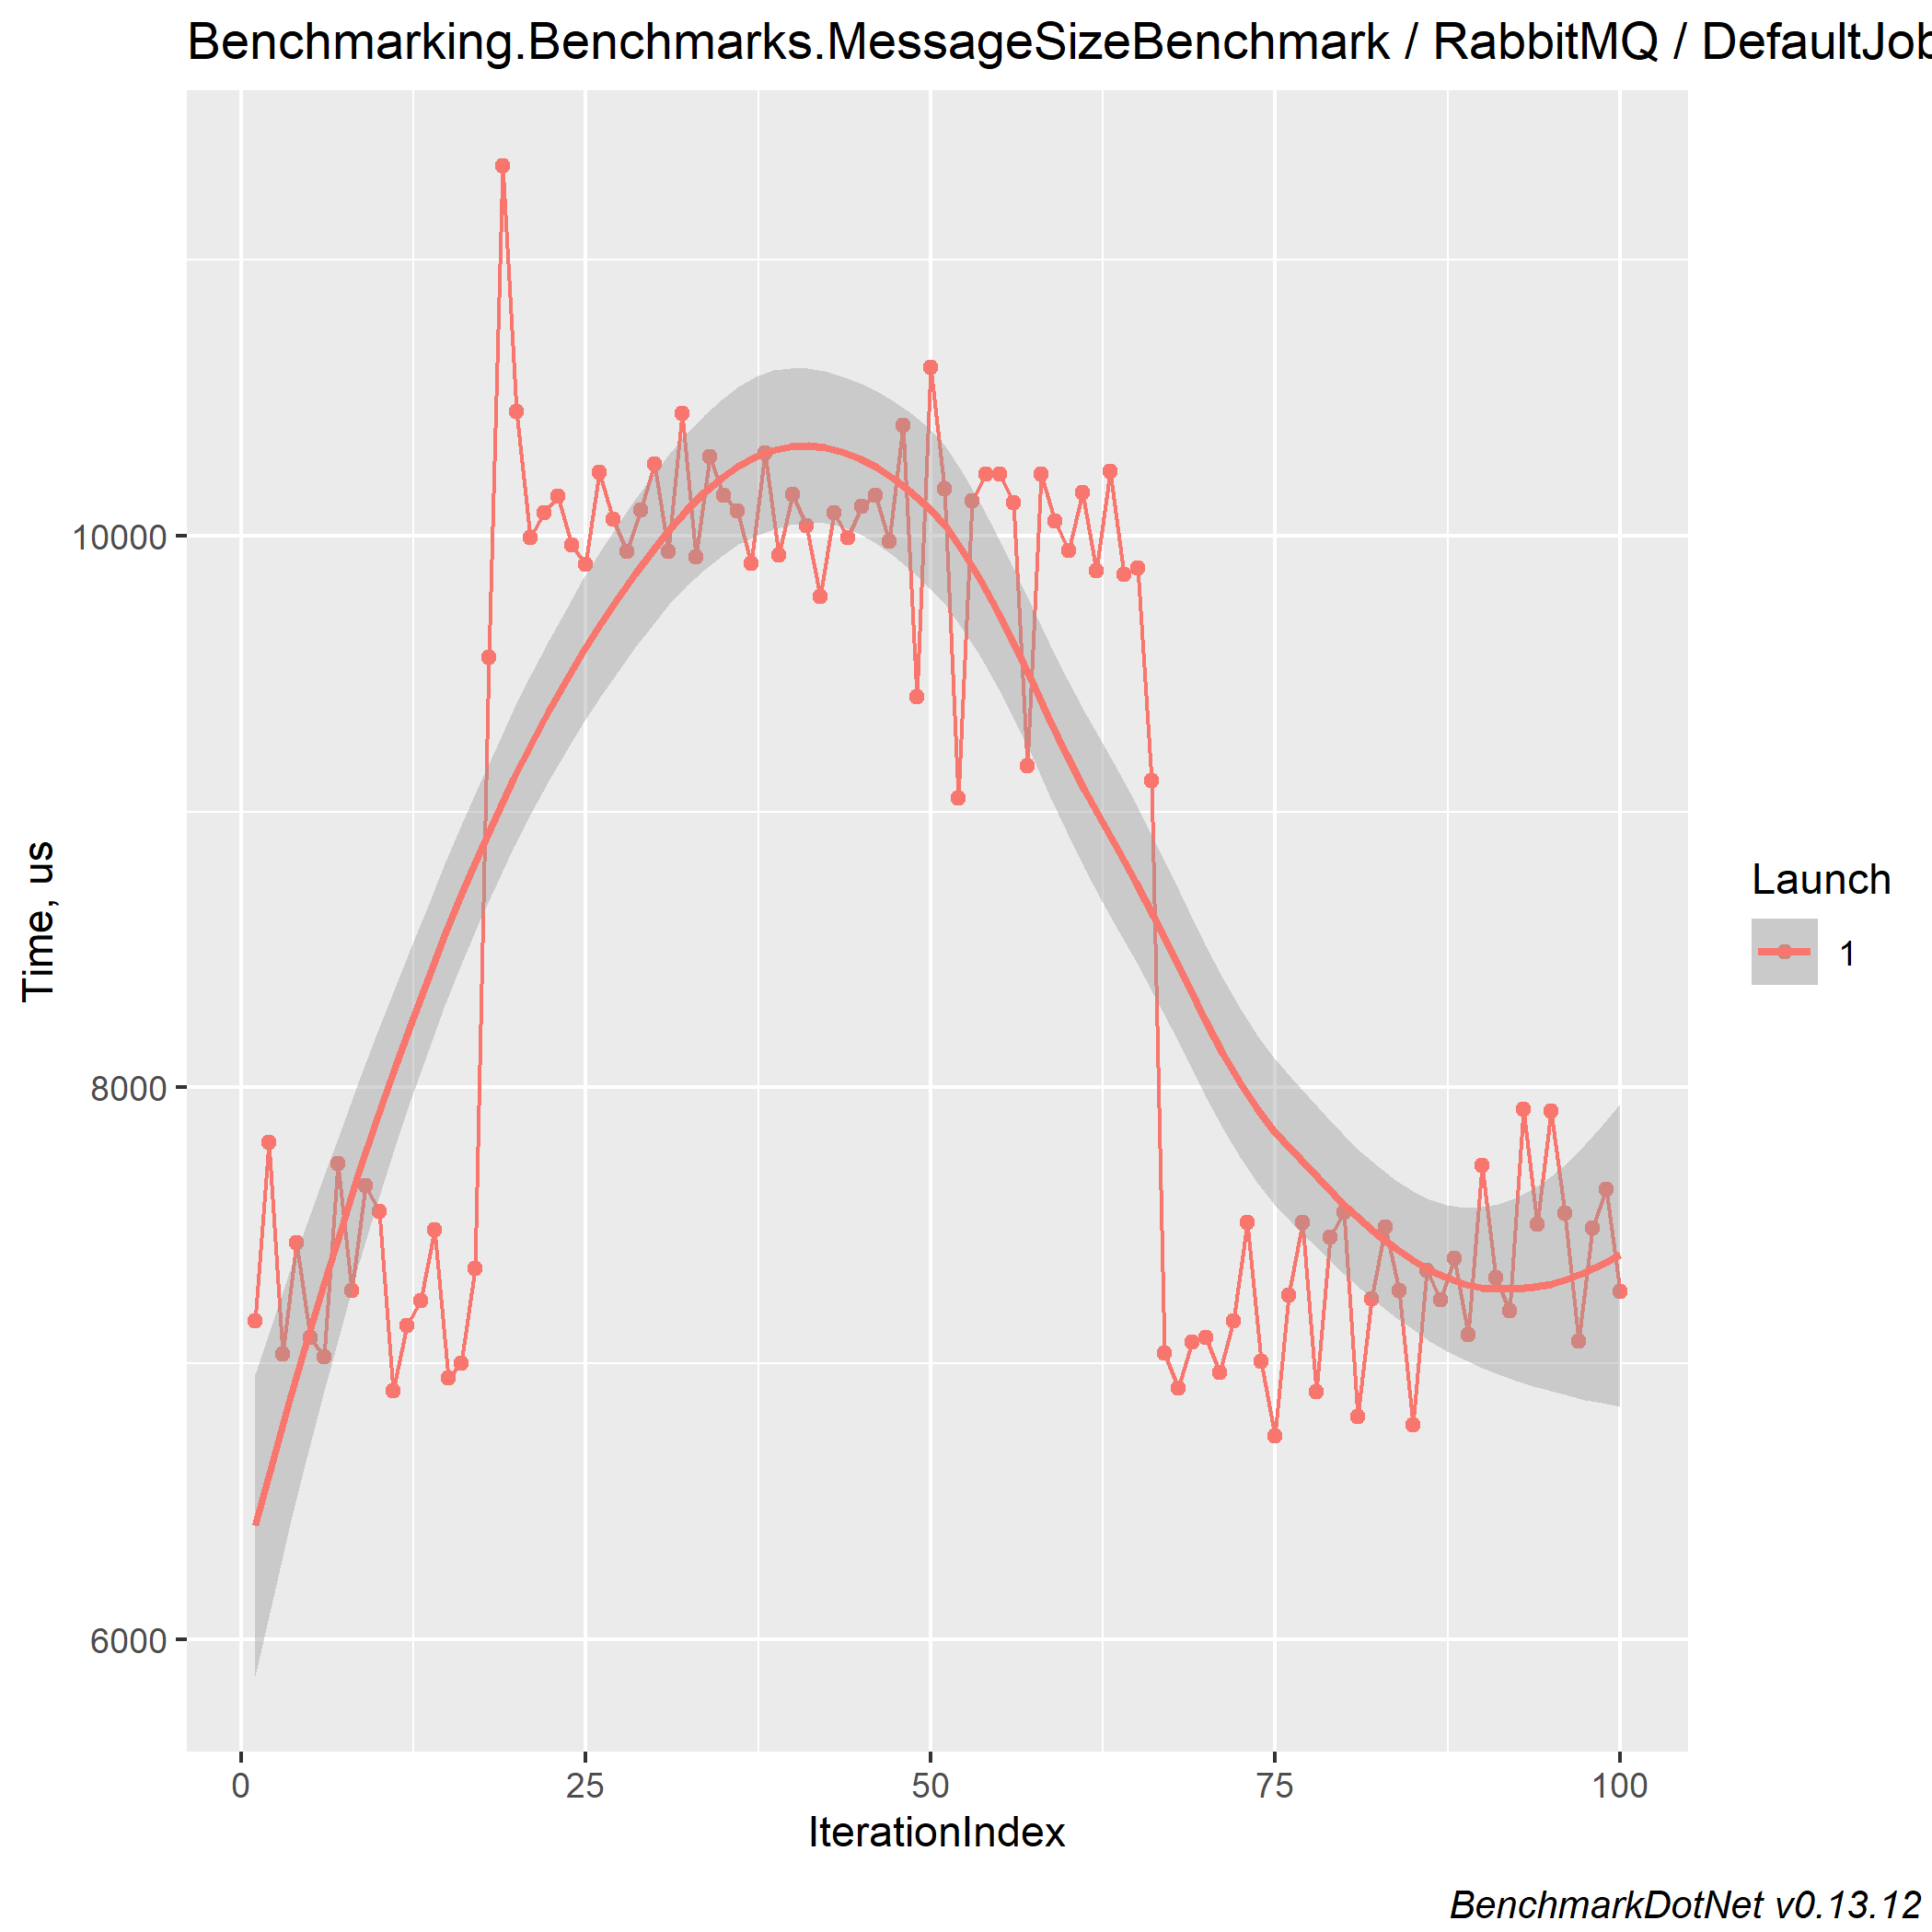 Benchmarking.Benchmarks.MessageSizeBenchmark / RabbitMQ / DefaultJob
10000
8000
6000
Time, us
0 25 50 75 100
IterationIndex
Launch
1
BenchmarkDotNet v0.13.12